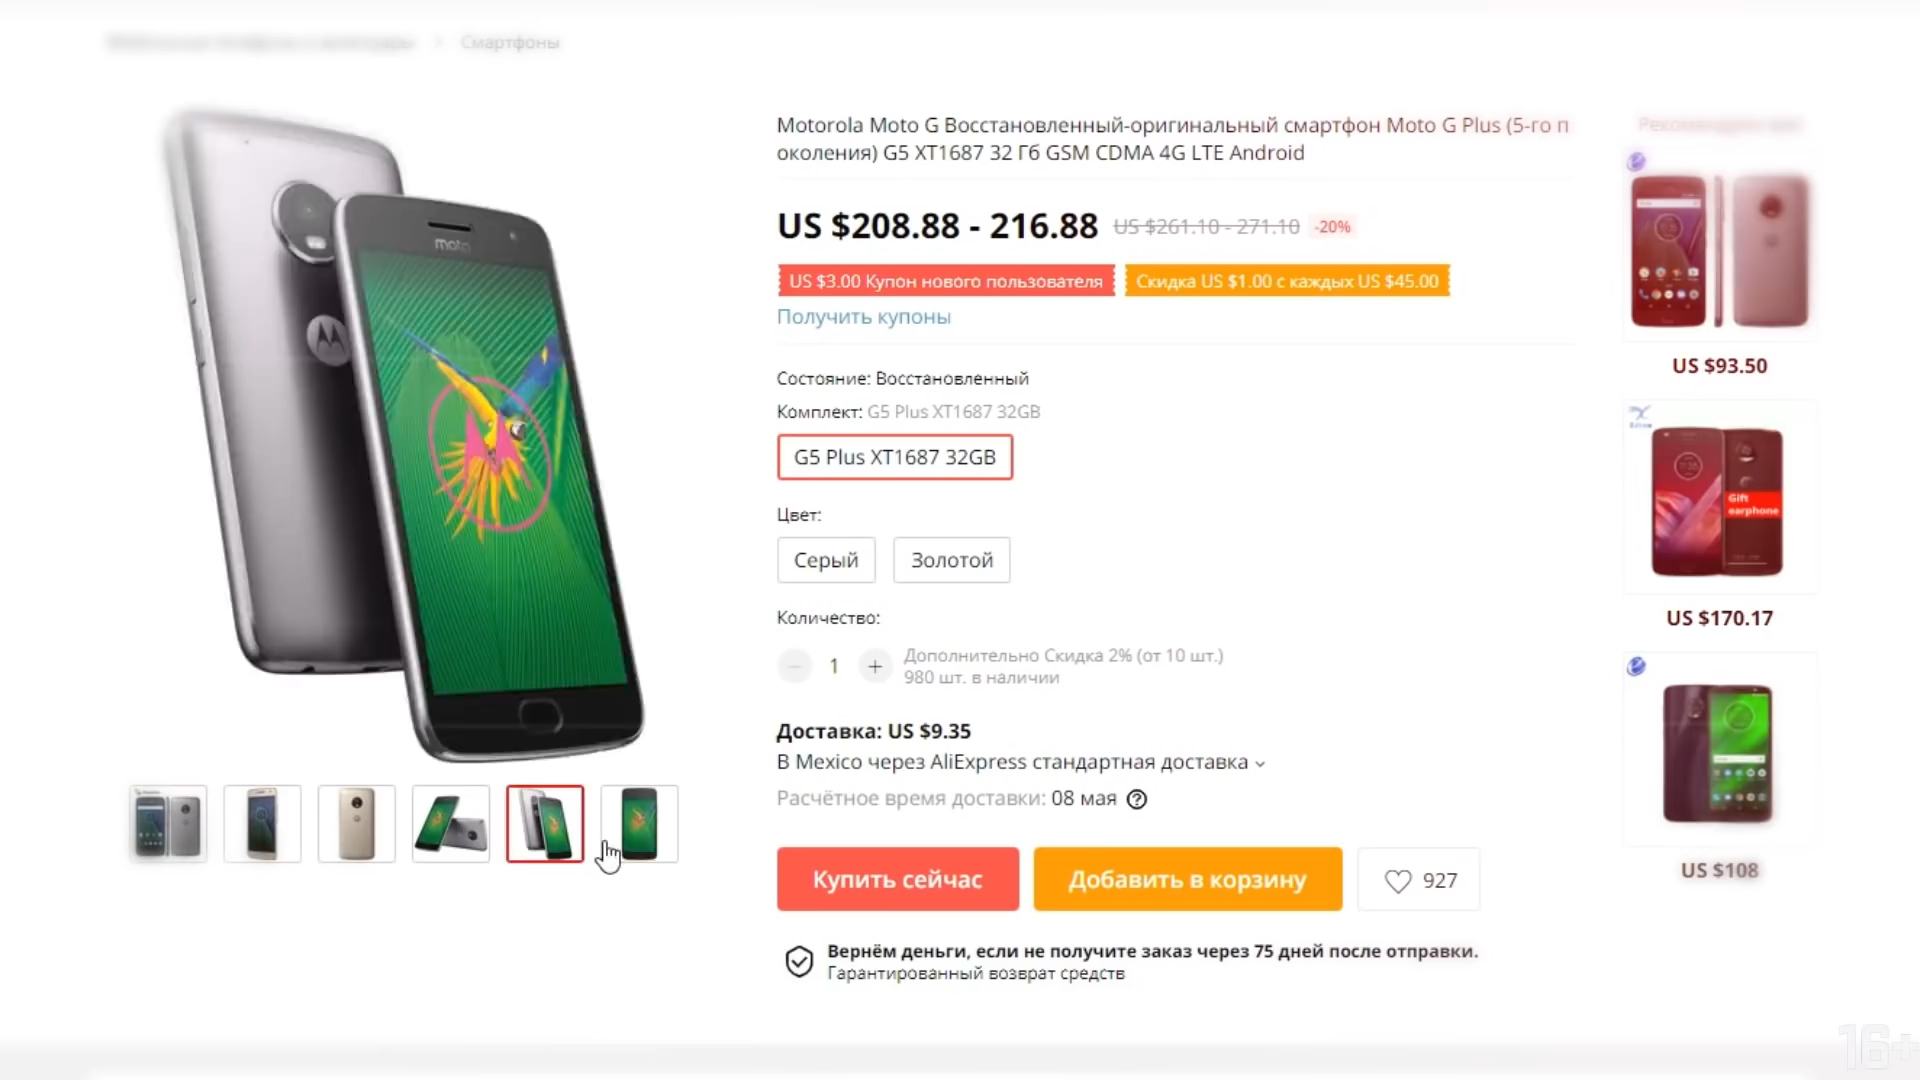 Смартфоны
Motorola Moto G Восстановленный-оригинальный смартфон Moto G Plus (5-го п
околения) G5 XT1687 32 Гб GSM CDMA 4G LTE Android
US $208.88 - 216.88 US $261.10 - 271.10 -20%
US $3.00 Купон нового пользователя Скидка US $1.00 с каждых US $45.00
Получить купоны
Состояние: Восстановленный
Комплект: G5 Plus XT1687 32GB
G5 Plus XT1687 32GB
Цвет:
Серый Золотой
Количество:
1 + Дополнительно Скидка 2% (от 10 шт.)
980 шт. в наличии
Доставка: US $9.35
В Mexico через AliExpress стандартная доставка
Расчётное время доставки: 08 мая
Купить сейчас Добавить в корзину 927
Вернём деньги, если не получите заказ через 75 дней после отправки.
Гарантированный возврат средств
moto
US $93.50
Gift
earphone
US $170.17
US $108
16+